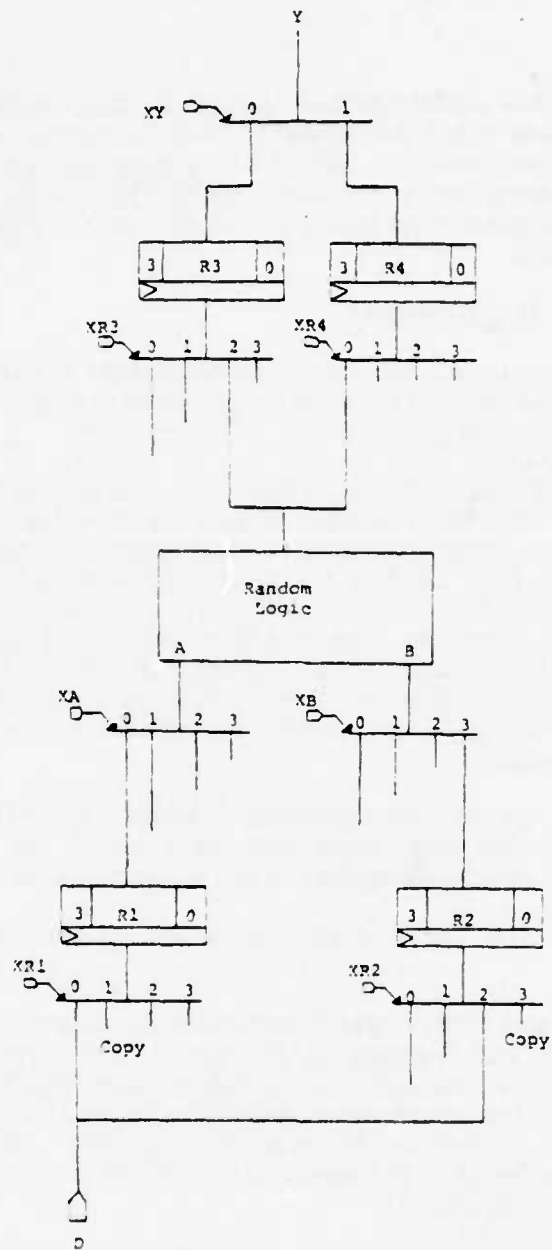 Y
XY 0 1
3 R3 0 3 R4 0
XR3 0 1 2 3 XR4 0 1 2 3
Random
Logic
A B
XA 0 1 2 3 XB 0 1 2 3
3 R1 0 3 R2 0
XR1 0 1 2 3 XR2 0 1 2 3
Copy Copy
D